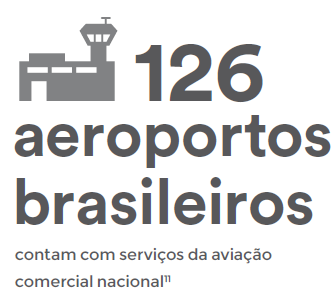 126
aeroportos
brasileiros
contam com serviços da aviação
comercial nacional¹¹